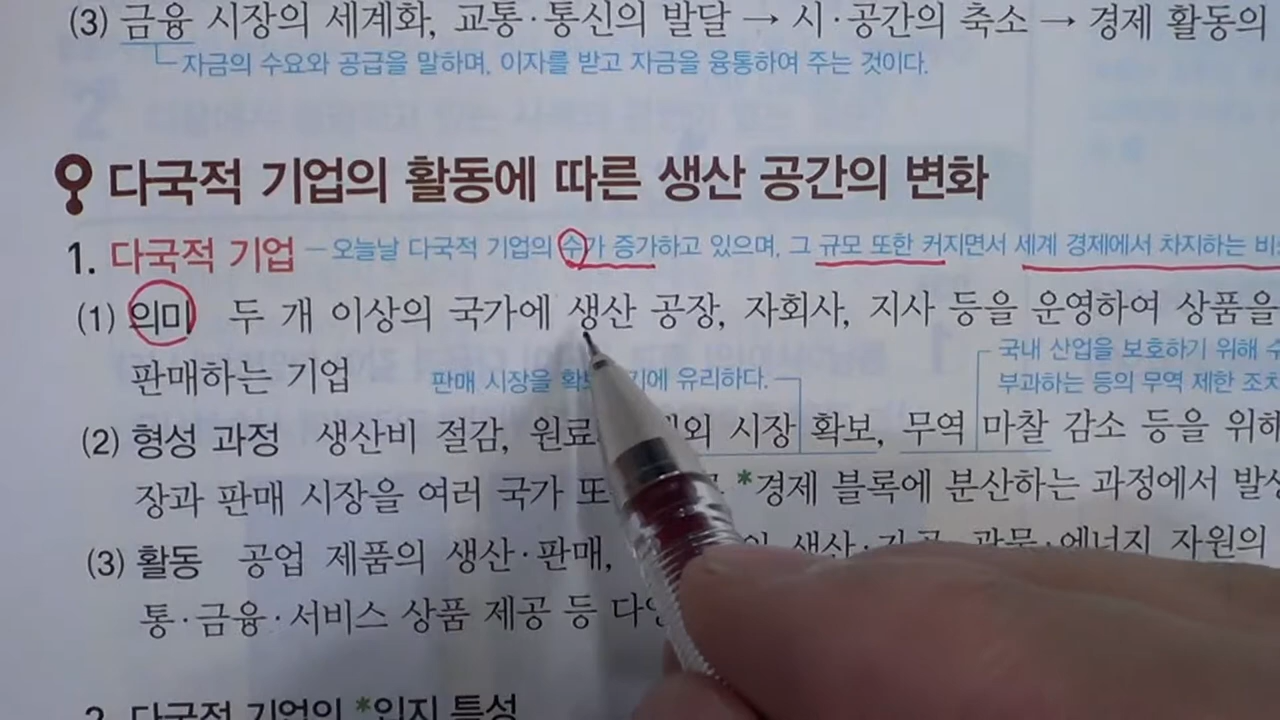 (3) 금융 시장의 세계화, 교통·통신의 발달 → 시·공간의 축소 → 경제 활동의
자금의 수요와 공급을 말하며, 이자를 받고 자금을 융통하여 주는 것이다.
다국적 기업의 활동에 따른 생산 공간의 변화
1. 다국적 기업 — 오늘날 다국적 기업의 수가 증가하고 있으며, 그 규모 또한 커지면서 세계 경제에서 차지하는
(1) 의미 두 개 이상의 국가에 생산 공장, 자회사, 지사 등을 운영하여 상품을
국내 산업을 보호하기 위해
판매하는 기업
판매 시장을 유리하다.
부과하는 등의 무역 제한
(2) 형성 과정 생산비 절감, 시장 확보, 무역 마찰 감소 등을
장과 판매 시장을 여러 국가 *경제 블록에 분산하는 과정에서
(3) 활동 공업 제품의 생산·판매, 자원의
통·금융·서비스 상품 제공 등
2. 다국적 기업의 *입지 특성